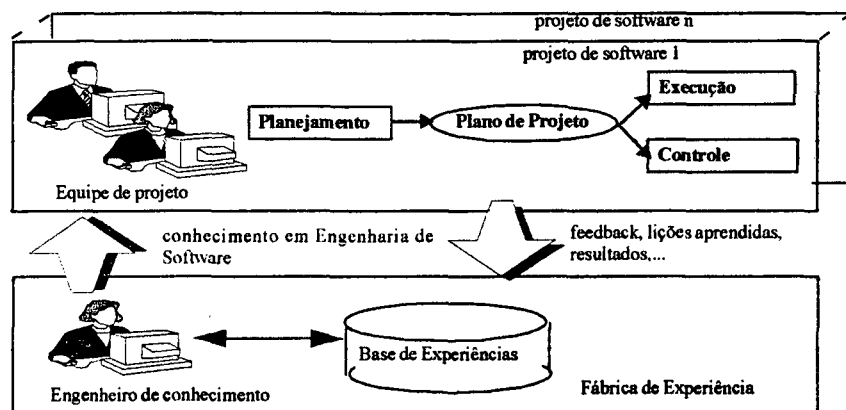 projeto de software n
projeto de software 1
Execução
Planejamento
Plano de Projeto
Controle
Equipe de projeto
conhecimento em Engenharia de
Software
feedback, lições aprendidas,
resultados,...
Base de Experiências
Engenheiro de conhecimento
Fábrica de Experiência